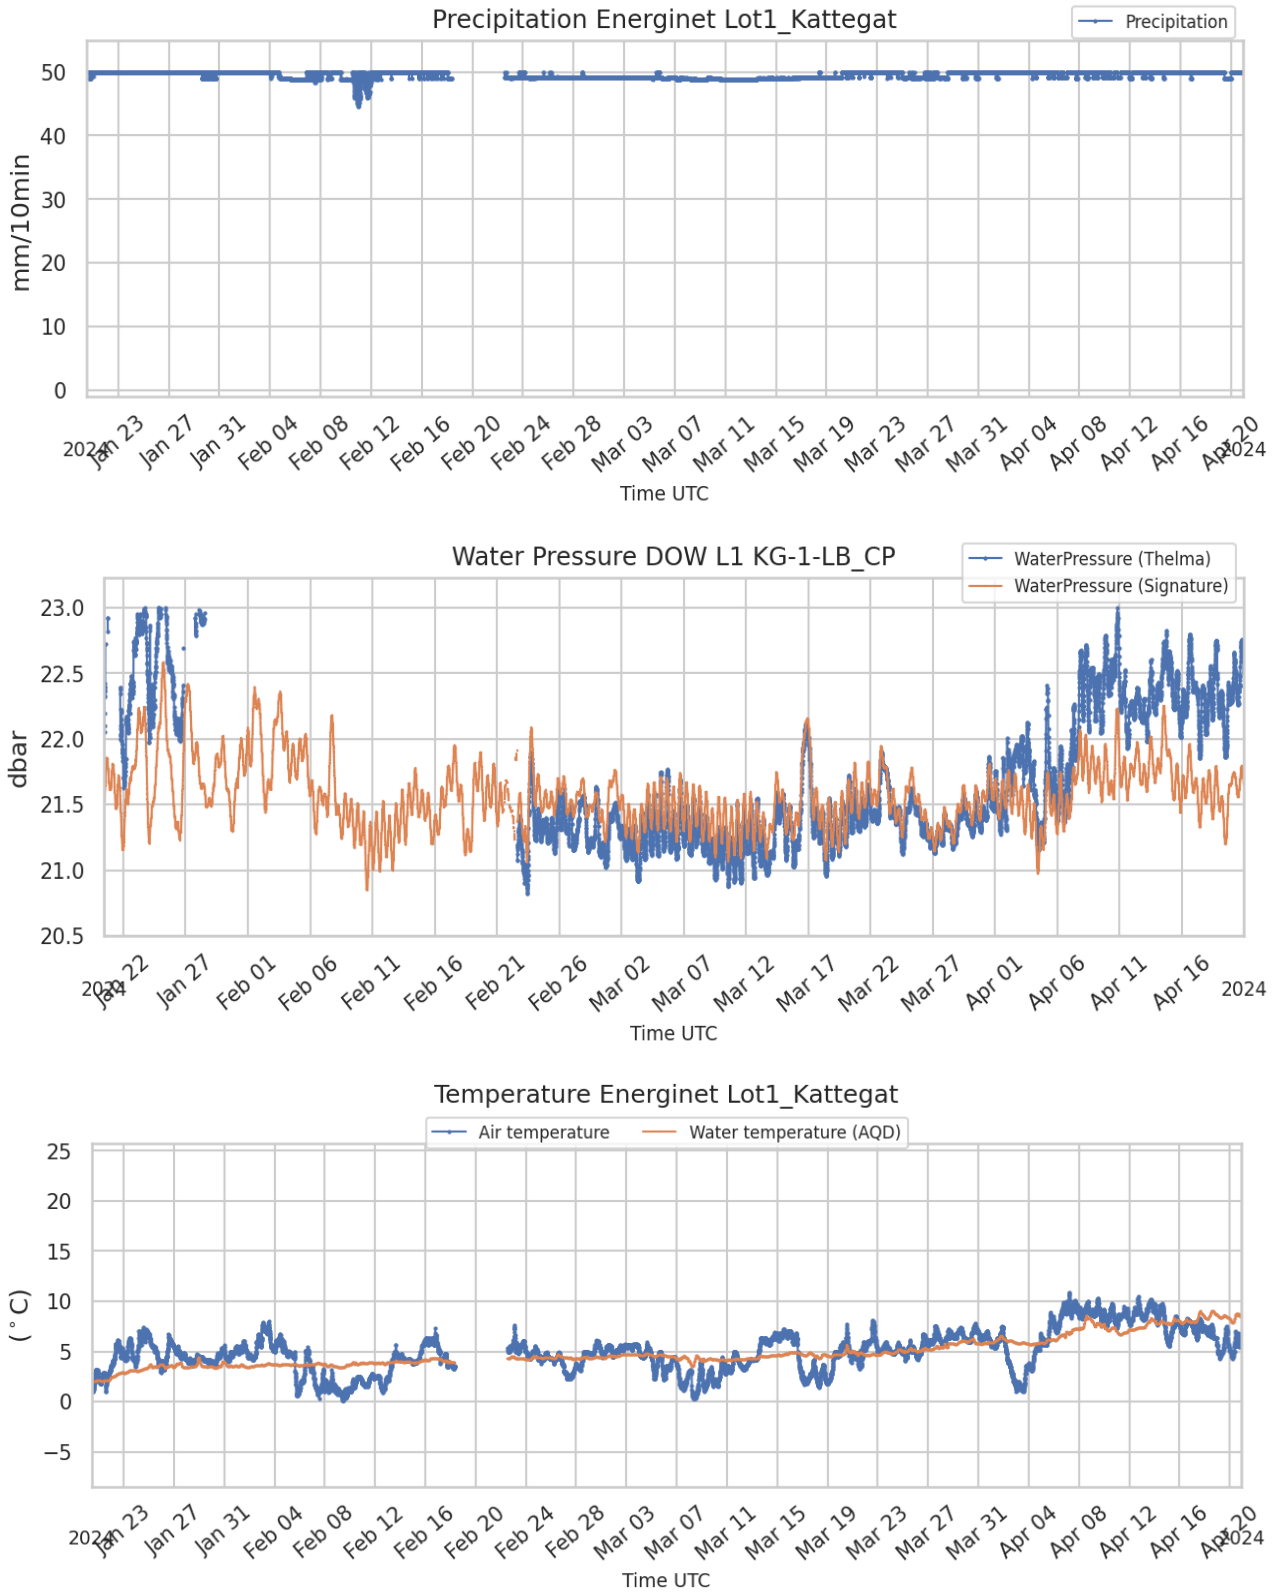 Precipitation Energinet Lot1_Kattegat
Precipitation
50
40
30
20
10
0
mm/10min
2024
Jan 23
Jan 27
Jan 31
Feb 04
Feb 08
Feb 12
Feb 16
Feb 20
Feb 24
Feb 28
Mar 03
Mar 07
Mar 11
Mar 15
Mar 19
Mar 23
Mar 27
Mar 31
Apr 04
Apr 08
Apr 12
Apr 16
Apr 20
2024
Time UTC
Water Pressure DOW L1 KG-1-LB_CP
WaterPressure (Thelma)
WaterPressure (Signature)
23.0
22.5
22.0
21.5
21.0
20.5
dbar
2024
Jan 22
Jan 27
Feb 01
Feb 06
Feb 11
Feb 16
Feb 21
Feb 26
Mar 02
Mar 07
Mar 12
Mar 17
Mar 22
Mar 27
Apr 01
Apr 06
Apr 11
Apr 16
2024
Time UTC
Temperature Energinet Lot1_Kattegat
Air temperature
Water temperature (AQD)
25
20
15
10
5
0
−5
(°C)
2024
Jan 23
Jan 27
Jan 31
Feb 04
Feb 08
Feb 12
Feb 16
Feb 20
Feb 24
Feb 28
Mar 03
Mar 07
Mar 11
Mar 15
Mar 19
Mar 23
Mar 27
Mar 31
Apr 04
Apr 08
Apr 12
Apr 16
Apr 20
2024
Time UTC